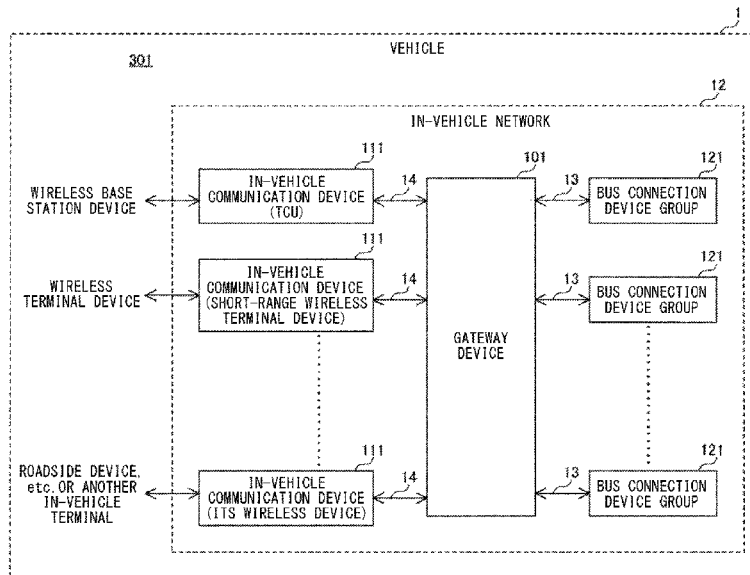 1
VEHICLE
301
12
IN-VEHICLE NETWORK
111
IN-VEHICLE
COMMUNICATION DEVICE
(TCU)
14
101
GATEWAY
DEVICE
13
121
BUS CONNECTION
DEVICE GROUP
WIRELESS BASE
STATION DEVICE
111
IN-VEHICLE
COMMUNICATION DEVICE
(SHORT-RANGE WIRELESS
TERMINAL DEVICE)
14
13
121
BUS CONNECTION
DEVICE GROUP
WIRELESS
TERMINAL DEVICE
111
IN-VEHICLE
COMMUNICATION DEVICE
(ITS WIRELESS DEVICE)
14
13
121
BUS CONNECTION
DEVICE GROUP
ROADSIDE DEVICE,
etc.OR ANOTHER
IN-VEHICLE
TERMINAL